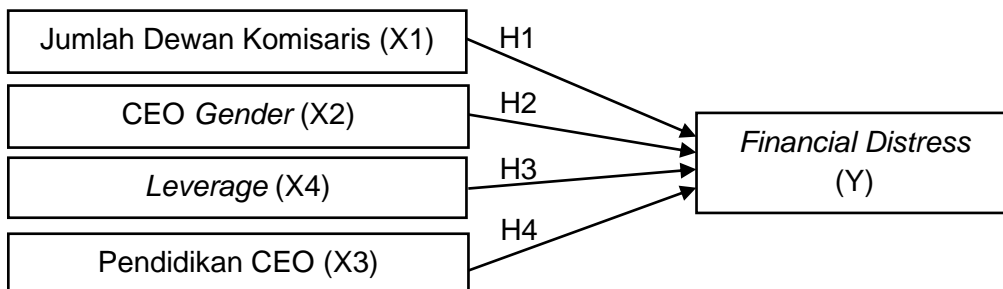 Jumlah Dewan Komisaris (X1)
H1
CEO Gender (X2)
H2
Leverage (X4)
H3
Pendidikan CEO (X3)
H4
Financial Distress
(Y)